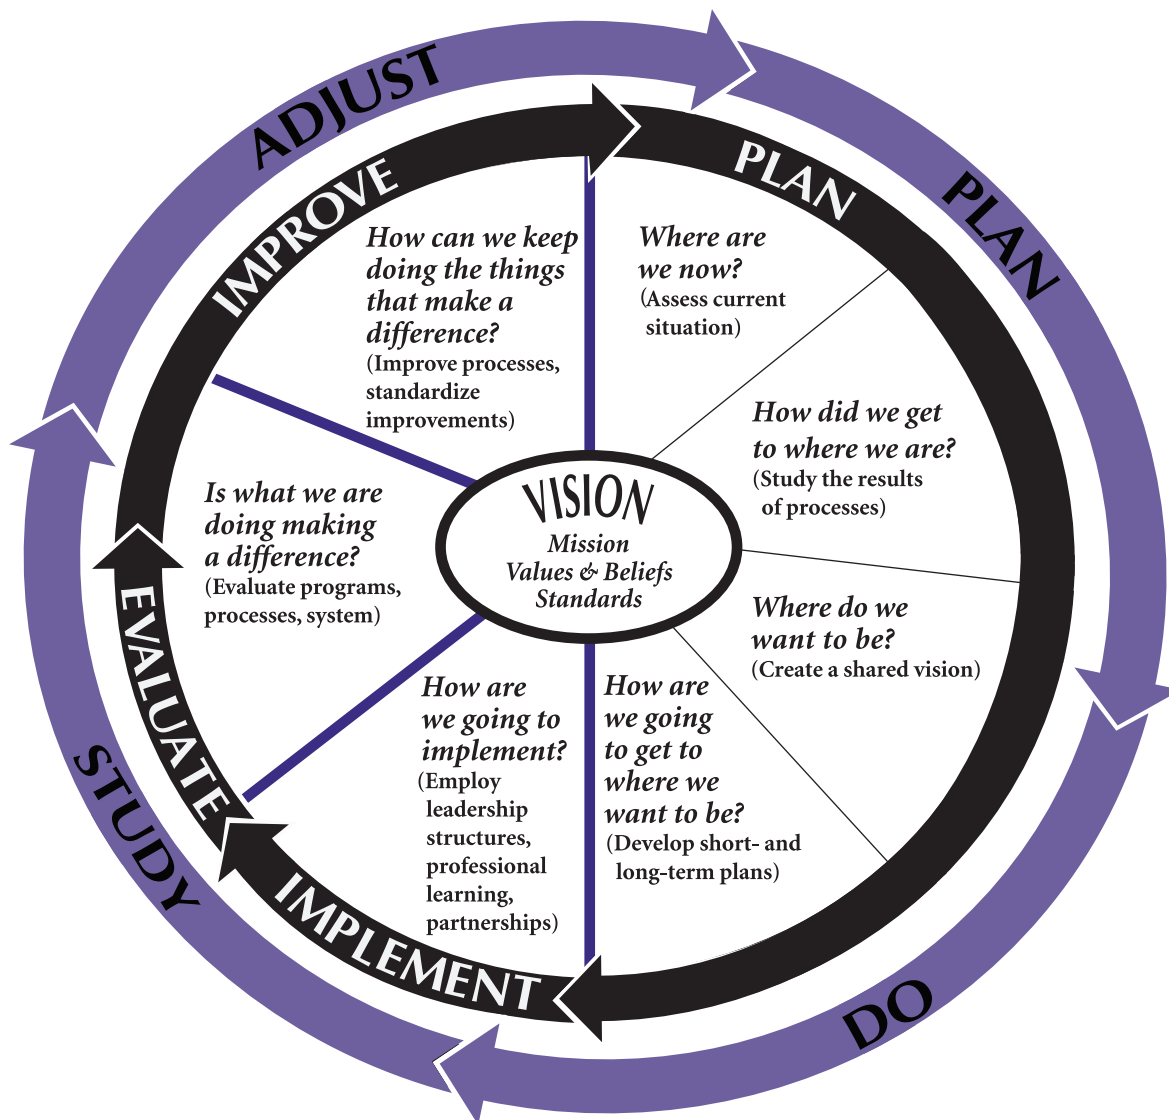 ADJUST
PLAN
DO
STUDY
IMPROVE
PLAN
IMPLEMENT
EVALUATE
Where are
we now?
(Assess current
situation)
How did we get
to where we are?
(Study the results
of processes)
Where do we
want to be?
(Create a shared vision)
How are
we going
to get to
where we
want to be?
(Develop short- and
long-term plans)
How are
we going to
implement?
(Employ
leadership
structures,
professional
learning,
partnerships)
Is what we are
doing making
a difference?
(Evaluate programs,
processes, system)
How can we keep
doing the things
that make a
difference?
(Improve processes,
standardize
improvements)
VISION
Mission
Values & Beliefs
Standards